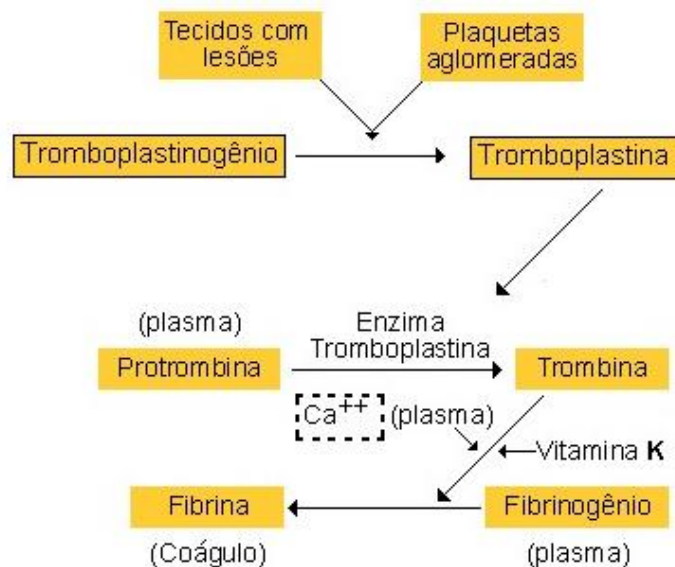 Tecidos com
lesões
Plaquetas
aglomeradas
Tromboplastinogênio
Tromboplastina
(plasma)
Protrombina
Enzima
Tromboplastina
Trombina
Ca++
(plasma)
Vitamina K
Fibrina
(Coágulo)
Fibrinogênio
(plasma)